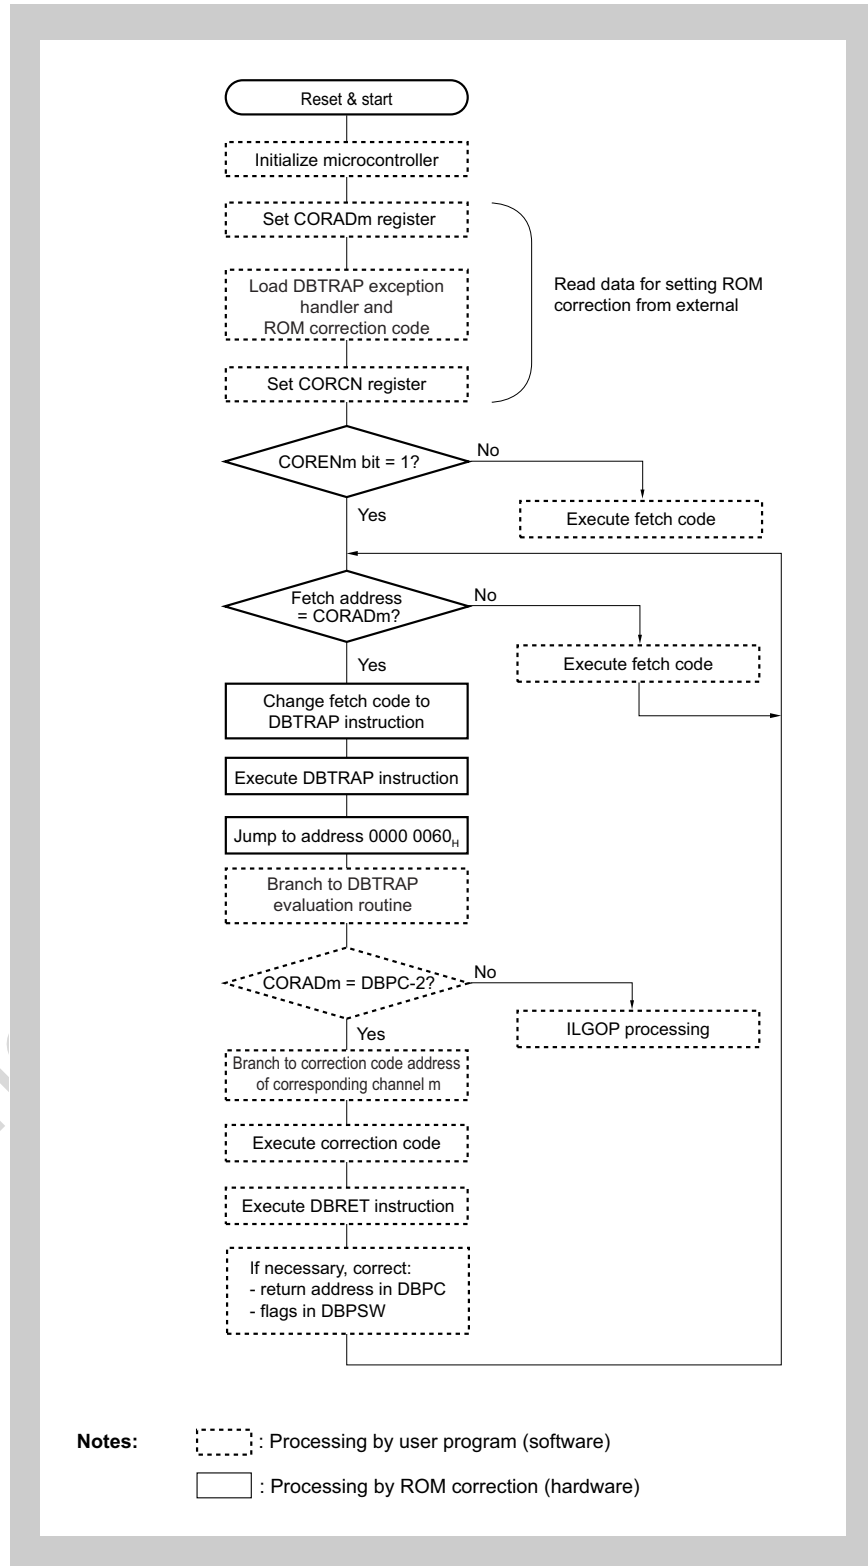 Reset & start
Initialize microcontroller
Set CORADm register
Load DBTRAP exception
handler and
ROM correction code
Read data for setting ROM
correction from external
Set CORCN register
CORENm bit = 1?
No
Yes
Execute fetch code
Fetch address
= CORADm?
No
Yes
Execute fetch code
Change fetch code to
DBTRAP instruction
Execute DBTRAP instruction
Jump to address 0000 0060H
Branch to DBTRAP
evaluation routine
CORADm = DBPC-2?
No
Yes
ILGOP processing
Branch to correction code address
of corresponding channel m
Execute correction code
Execute DBRET instruction
If necessary, correct:
- return address in DBPC
- flags in DBPSW
Notes:
: Processing by user program (software)
: Processing by ROM correction (hardware)